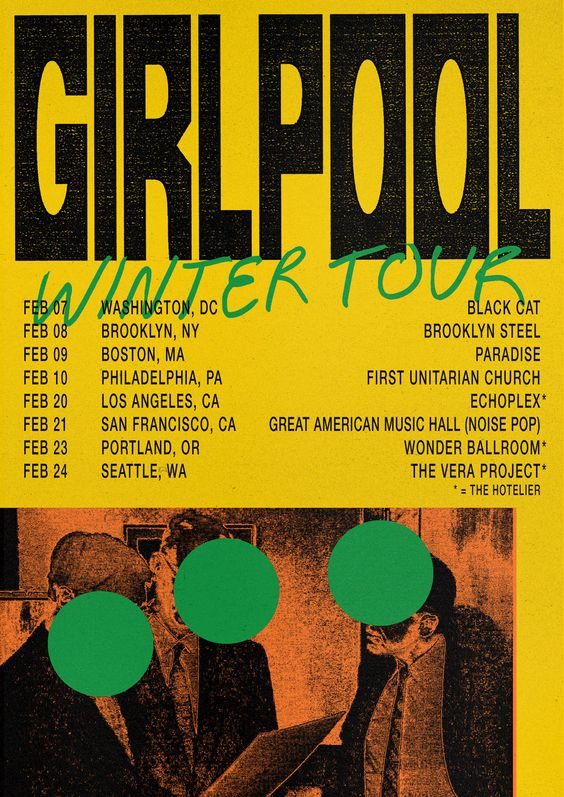 GIRLPOOL
WINTER TOUR
FEB 07 WASHINGTON, DC BLACK CAT
FEB 08 BROOKLYN, NY BROOKLYN STEEL
FEB 09 BOSTON, MA PARADISE
FEB 10 PHILADELPHIA, PA FIRST UNITARIAN CHURCH
FEB 20 LOS ANGELES, CA ECHOPLEX*
FEB 21 SAN FRANCISCO, CA GREAT AMERICAN MUSIC HALL (NOISE POP)
FEB 23 PORTLAND, OR WONDER BALLROOM*
FEB 24 SEATTLE, WA THE VERA PROJECT*
* = THE HOTELIER